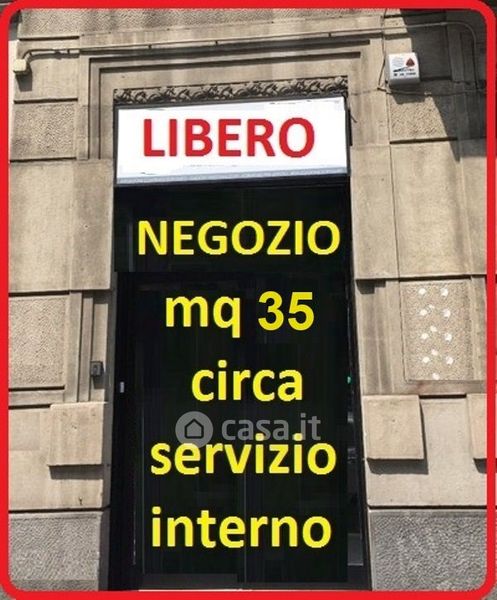 LIBERO
NEGOZIO
mq 35
circa
casa.it
servizio
interno